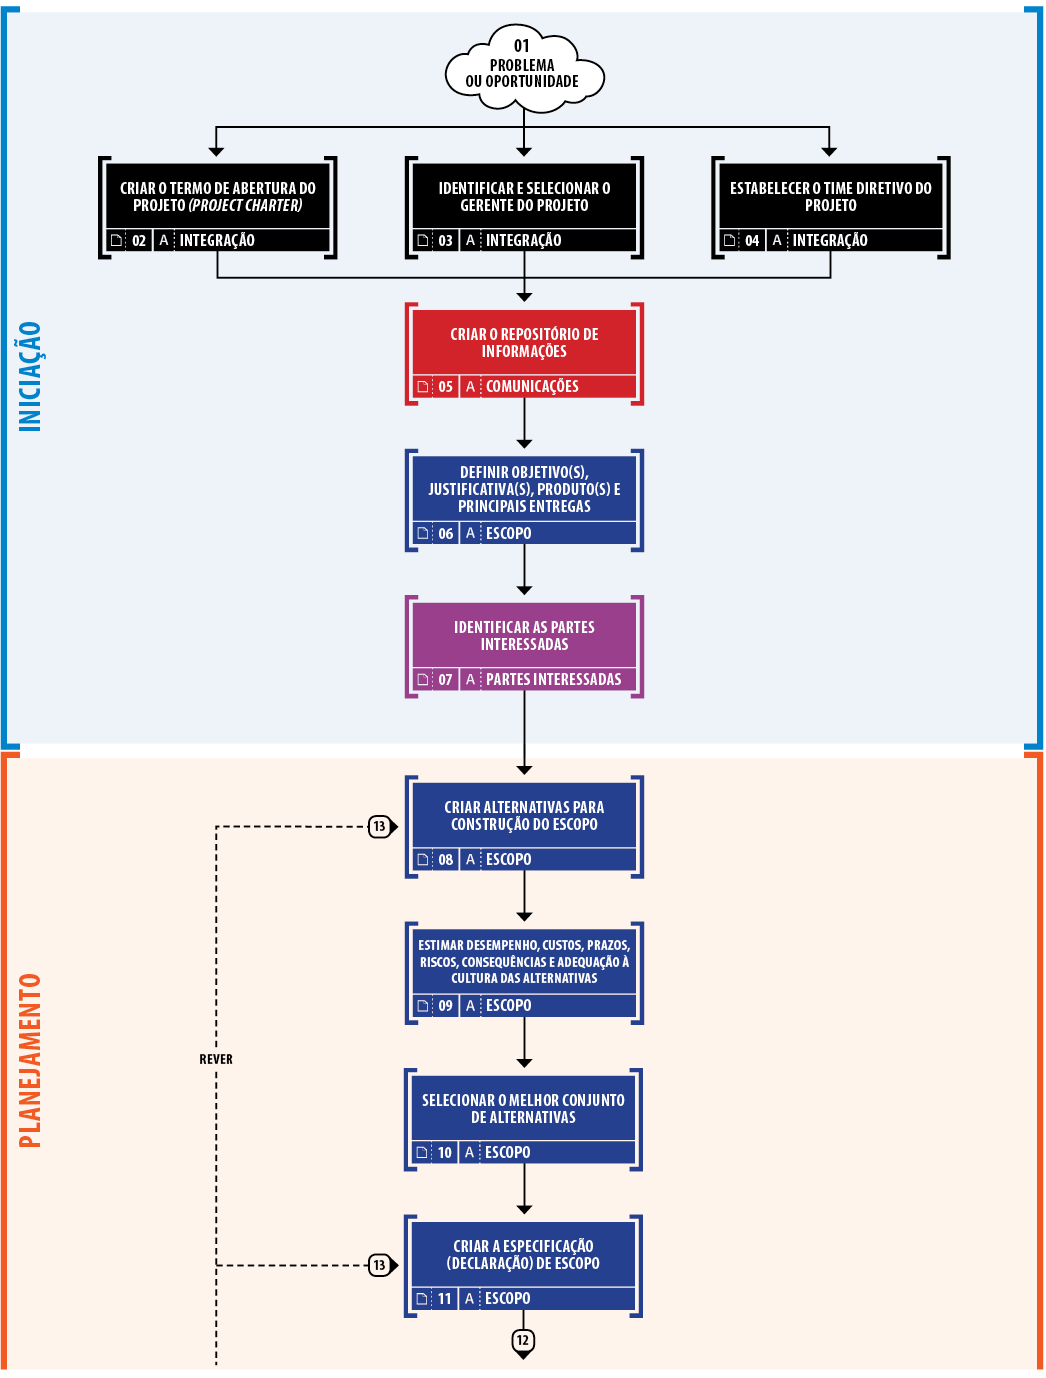 01
PROBLEMA
OU OPORTUNIDADE
CRIAR O TERMO DE ABERTURA DO
PROJETO (PROJECT CHARTER)
02 A INTEGRAÇÃO
IDENTIFICAR E SELECIONAR O
GERENTE DO PROJETO
03 A INTEGRAÇÃO
ESTABELECER O TIME DIRETIVO DO
PROJETO
04 A INTEGRAÇÃO
INICIAÇÃO
CRIAR O REPOSITÓRIO DE
INFORMAÇÕES
05 A COMUNICAÇÕES
DEFINIR OBJETIVO(S),
JUSTIFICATIVA(S), PRODUTO(S) E
PRINCIPAIS ENTREGAS
06 A ESCOPO
IDENTIFICAR AS PARTES
INTERESSADAS
07 A PARTES INTERESSADAS
PLANEJAMENTO
CRIAR ALTERNATIVAS PARA
CONSTRUÇÃO DO ESCOPO
13
08 A ESCOPO
ESTIMAR DESEMPENHO, CUSTOS, PRAZOS,
RISCOS, CONSEQUÊNCIAS E ADEQUAÇÃO À
CULTURA DAS ALTERNATIVAS
09 A ESCOPO
REVER
SELECIONAR O MELHOR CONJUNTO
DE ALTERNATIVAS
10 A ESCOPO
CRIAR A ESPECIFICAÇÃO
(DECLARAÇÃO) DE ESCOPO
13
11 A ESCOPO
12